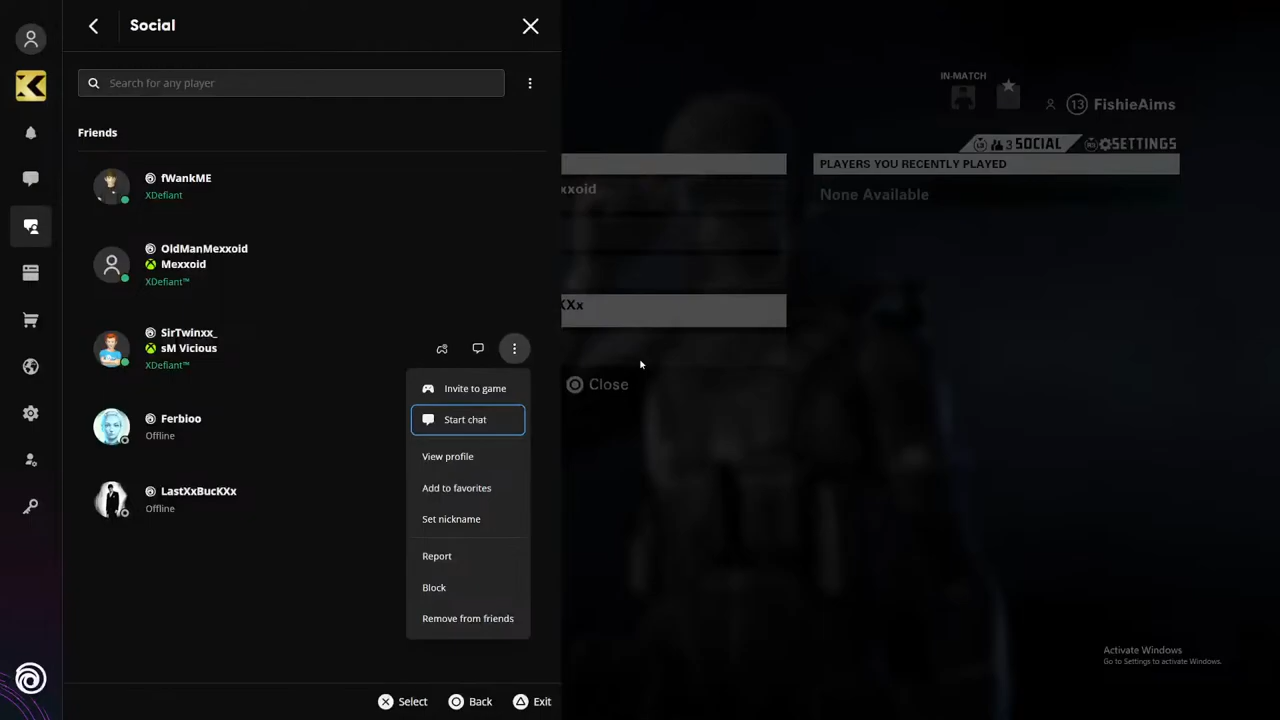 Social
Search for any player
Friends
fWankME
XDefiant
OldManMexxoid
Mexxoid
XDefiant™
SirTwinxx_
sM Vicious
XDefiant™
Invite to game
Start chat
View profile
Add to favorites
Set nickname
Report
Block
Remove from friends
Ferbioo
Offline
LastXxBucKXx
Offline
Select
Back
Exit
IN-MATCH
13 FishieAims
3 SOCIAL
SETTINGS
xxoid
XXx
Close
PLAYERS YOU RECENTLY PLAYED
None Available
Activate Windows
Go to Settings to activate Windows.